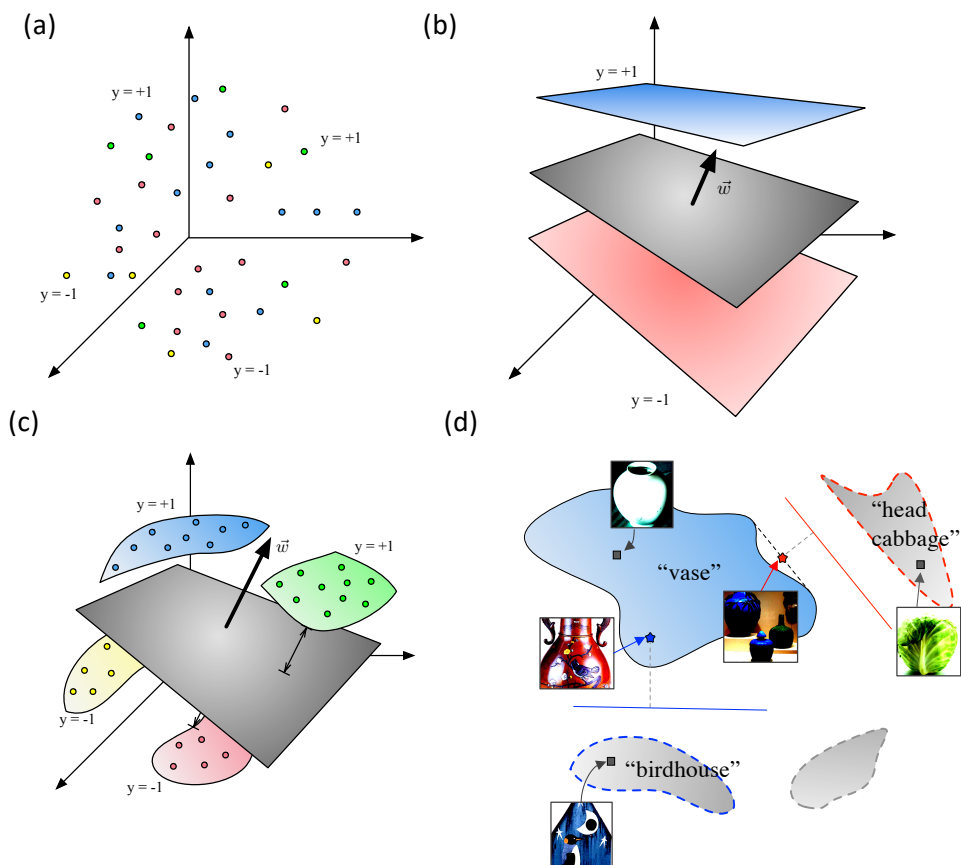 (a)
y = +1
y = +1
y = -1
y = -1
(b)
y = +1
w⃗
y = -1
(c)
y = +1
w⃗
y = +1
y = -1
y = -1
(d)
“vase”
“head
cabbage”
“birdhouse”